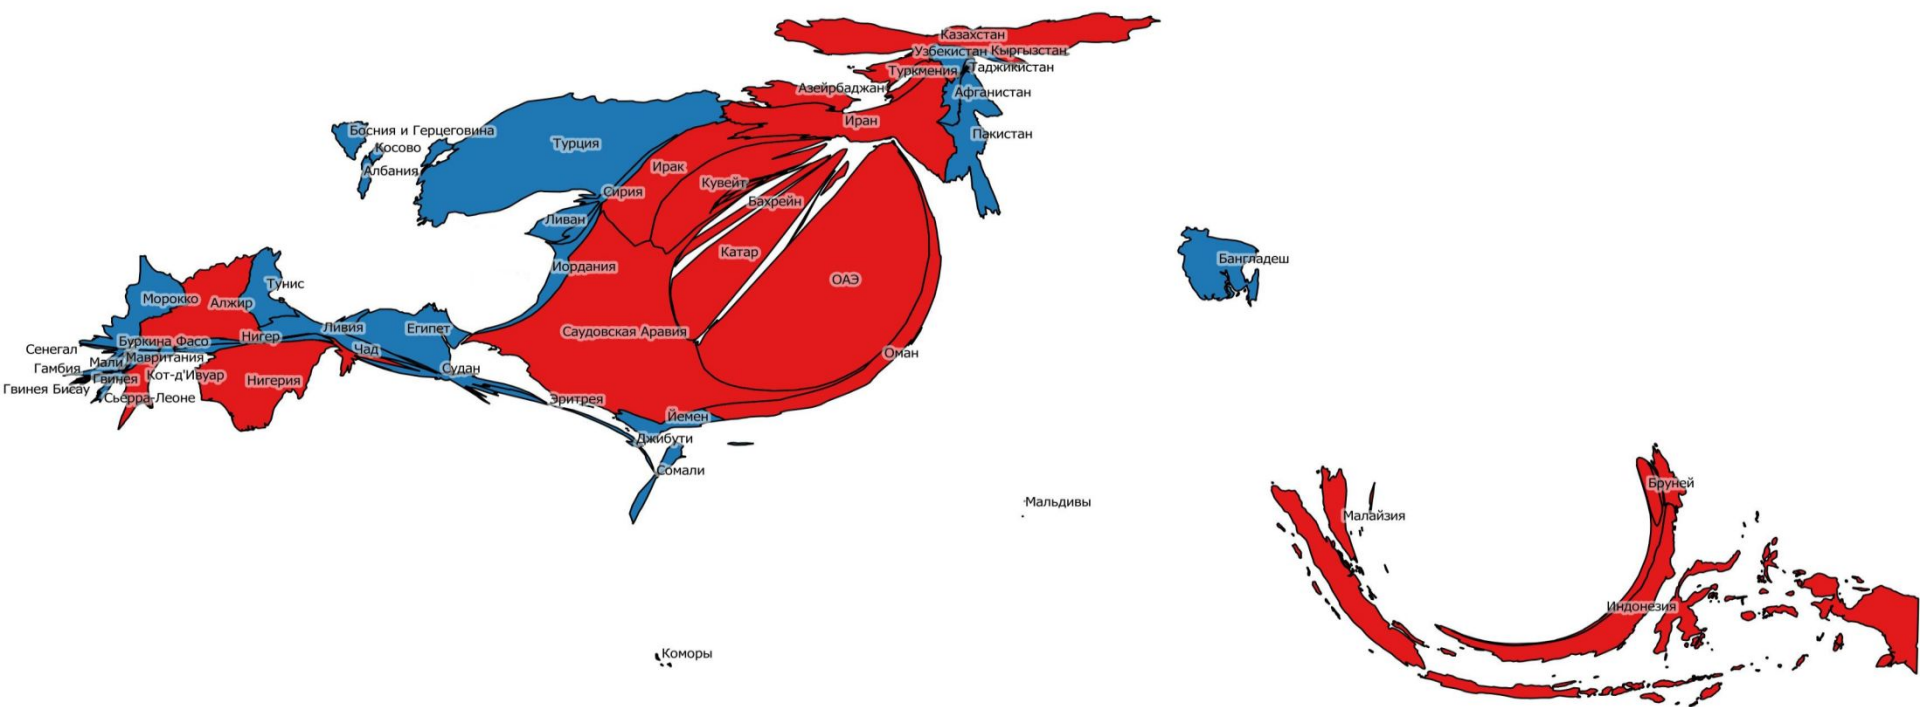 Казахстан
Узбекистан
Кыргызстан
Туркмения
Таджикистан
Азейрбаджан
Афганистан
Иран
Пакистан
Босния и Герцеговина
Косово
Албания
Турция
Ирак
Кувейт
Сирия
Бахрейн
Ливан
Катар
Иордания
ОАЭ
Бангладеш
Тунис
Морокко
Алжир
Ливия
Египет
Саудовская Аравия
Нигер
Буркина Фасо
Сенегал
Чад
Оман
Мавритания
Мали
Гамбия
Судан
Кот-д'Ивуар
Гвинея
Нигерия
Гвинея Бисау
Сьерра-Леоне
Эритрея
Йемен
Джибути
Сомали
Бруней
Мальдивы
Малайзия
Индонезия
Коморы